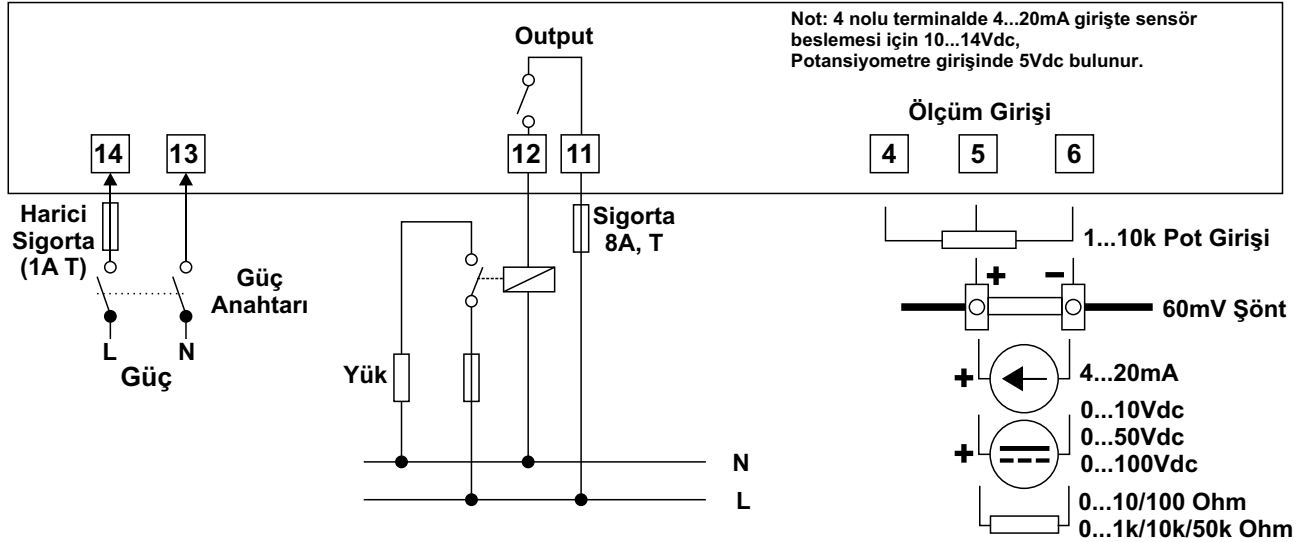 Not: 4 nolu terminalde 4...20mA girişte sensör
beslemesi için 10...14Vdc,
Potansiyometre girişinde 5Vdc bulunur.
Output
Ölçüm Girişi
14
13
12
11
4
5
6
Harici
Sigorta
(1A T)
Güç
Anahtarı
L
N
Güç
Sigorta
8A, T
Yük
N
L
1...10k Pot Girişi
+
−
60mV Şönt
+
4...20mA
0...10Vdc
0...50Vdc
0...100Vdc
+
0...10/100 Ohm
0...1k/10k/50k Ohm